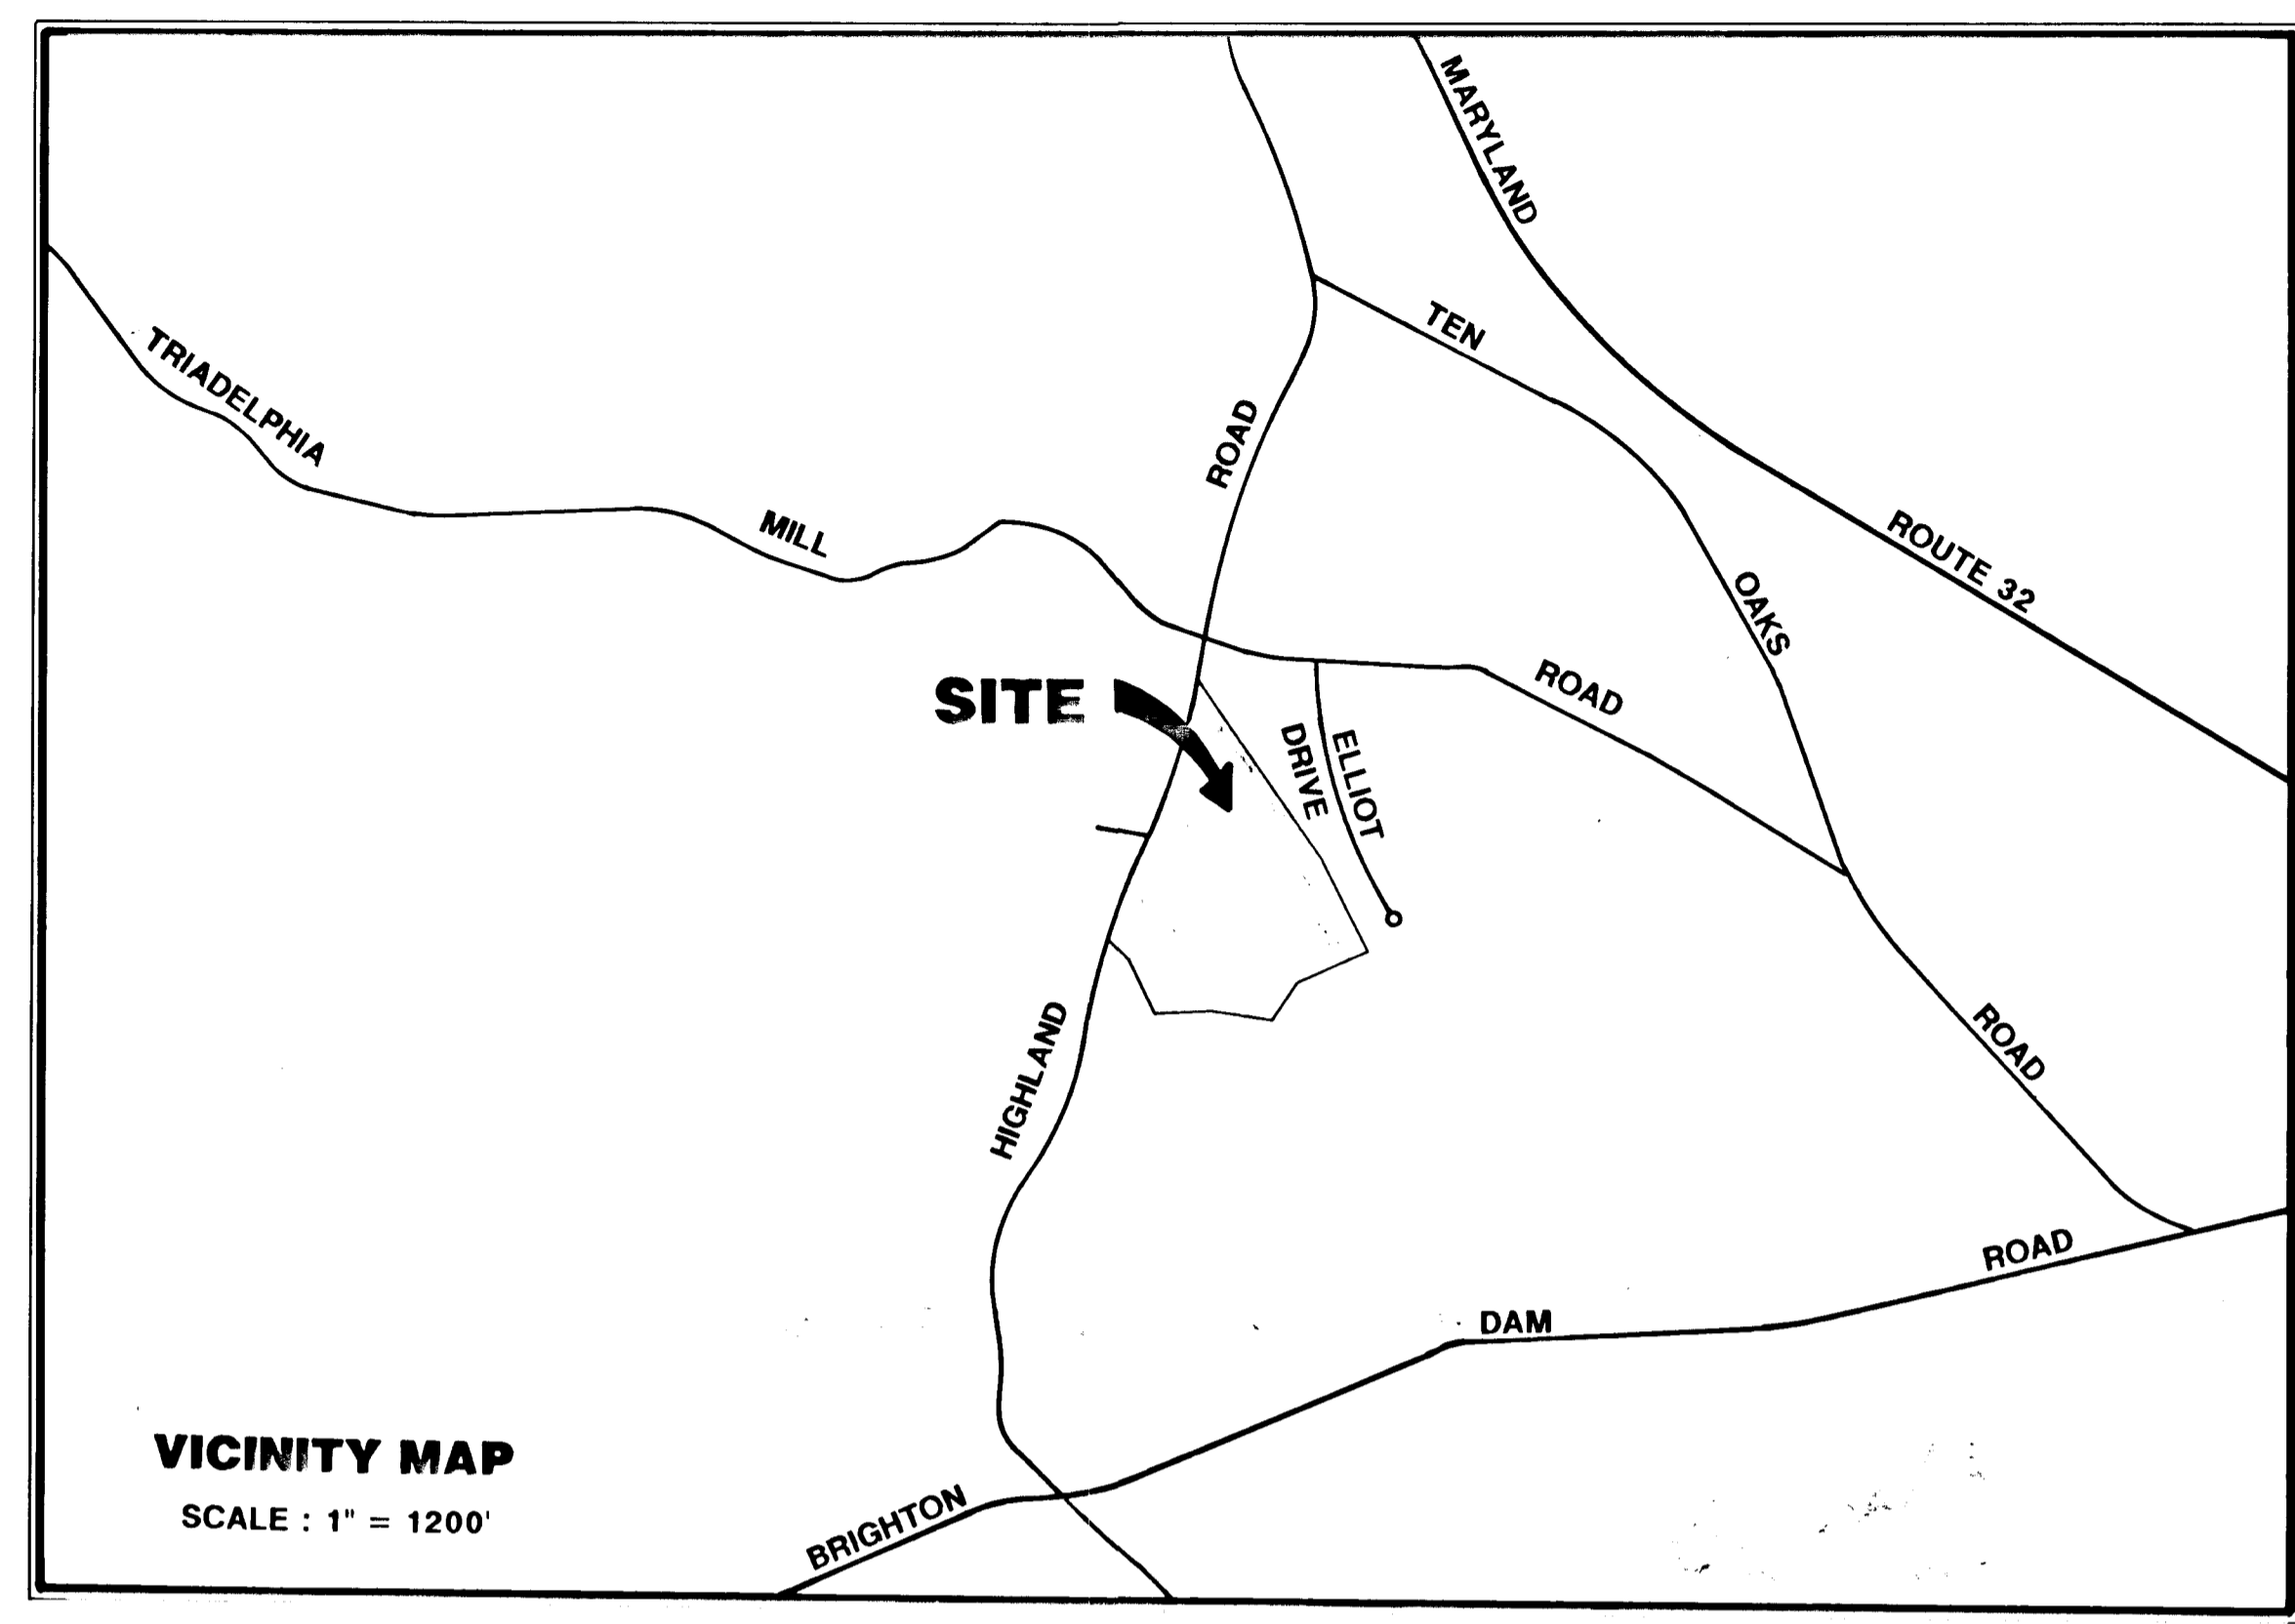 MARYLAND
ROUTE 32
TEN
OAKS
ROAD
TRIADELPHIA
MILL
ROAD
HIGHLAND
ROAD
SITE
DRIVE
ELLIOT
BRIGHTON
DAM
ROAD
VICINITY MAP
SCALE : 1" = 1200'